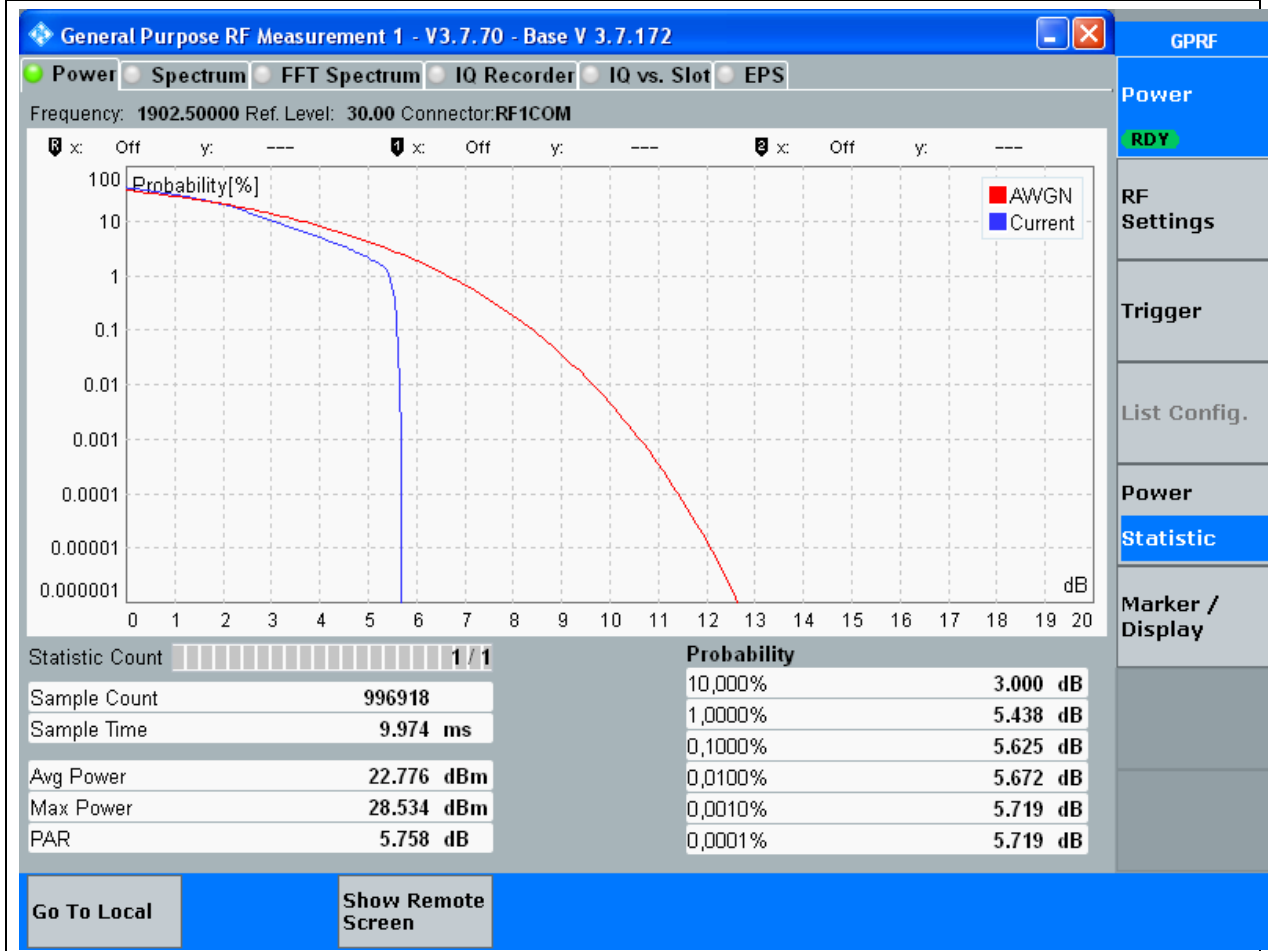 General Purpose RF Measurement 1 - V3.7.70 - Base V 3.7.172
Power Spectrum FFT Spectrum IQ Recorder IQ vs. Slot EPS
Frequency: 1902.50000 Ref. Level: 30.00 Connector:RF1COM
R x: Off y: --- 1 x: Off y: --- 2 x: Off y: ---
Probability[%]
AWGN
Current
100
10
1
0.1
0.01
0.001
0.0001
0.00001
0.000001
dB
0 1 2 3 4 5 6 7 8 9 10 11 12 13 14 15 16 17 18 19 20
Statistic Count 1 / 1
Sample Count 996918
Sample Time 9.974 ms
Avg Power 22.776 dBm
Max Power 28.534 dBm
PAR 5.758 dB
Probability
10,000% 3.000 dB
1,0000% 5.438 dB
0,1000% 5.625 dB
0,0100% 5.672 dB
0,0010% 5.719 dB
0,0001% 5.719 dB
GPRF
Power
RDY
RF
Settings
Trigger
List Config.
Power
Statistic
Marker /
Display
Go To Local
Show Remote
Screen